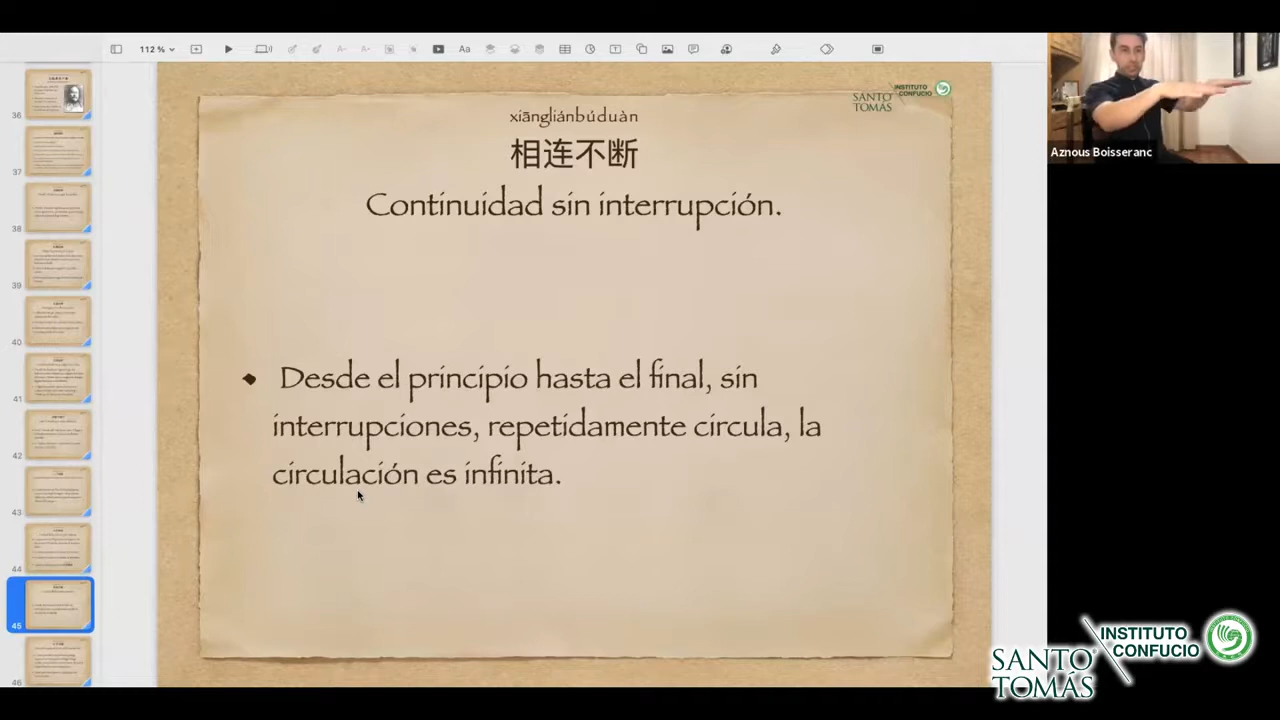 112 %
Aa
SANTO TOMÁS
INSTITUTO CONFUCIO
xiāngliánbúduàn
相连不断
Continuidad sin interrupción.
Desde el principio hasta el final, sin
interrupciones, repetidamente circula, la
circulación es infinita.
36
37
38
39
40
41
42
43
44
45
46
Aznous Boisseranc
INSTITUTO
CONFUCIO
SANTO
TOMÁS